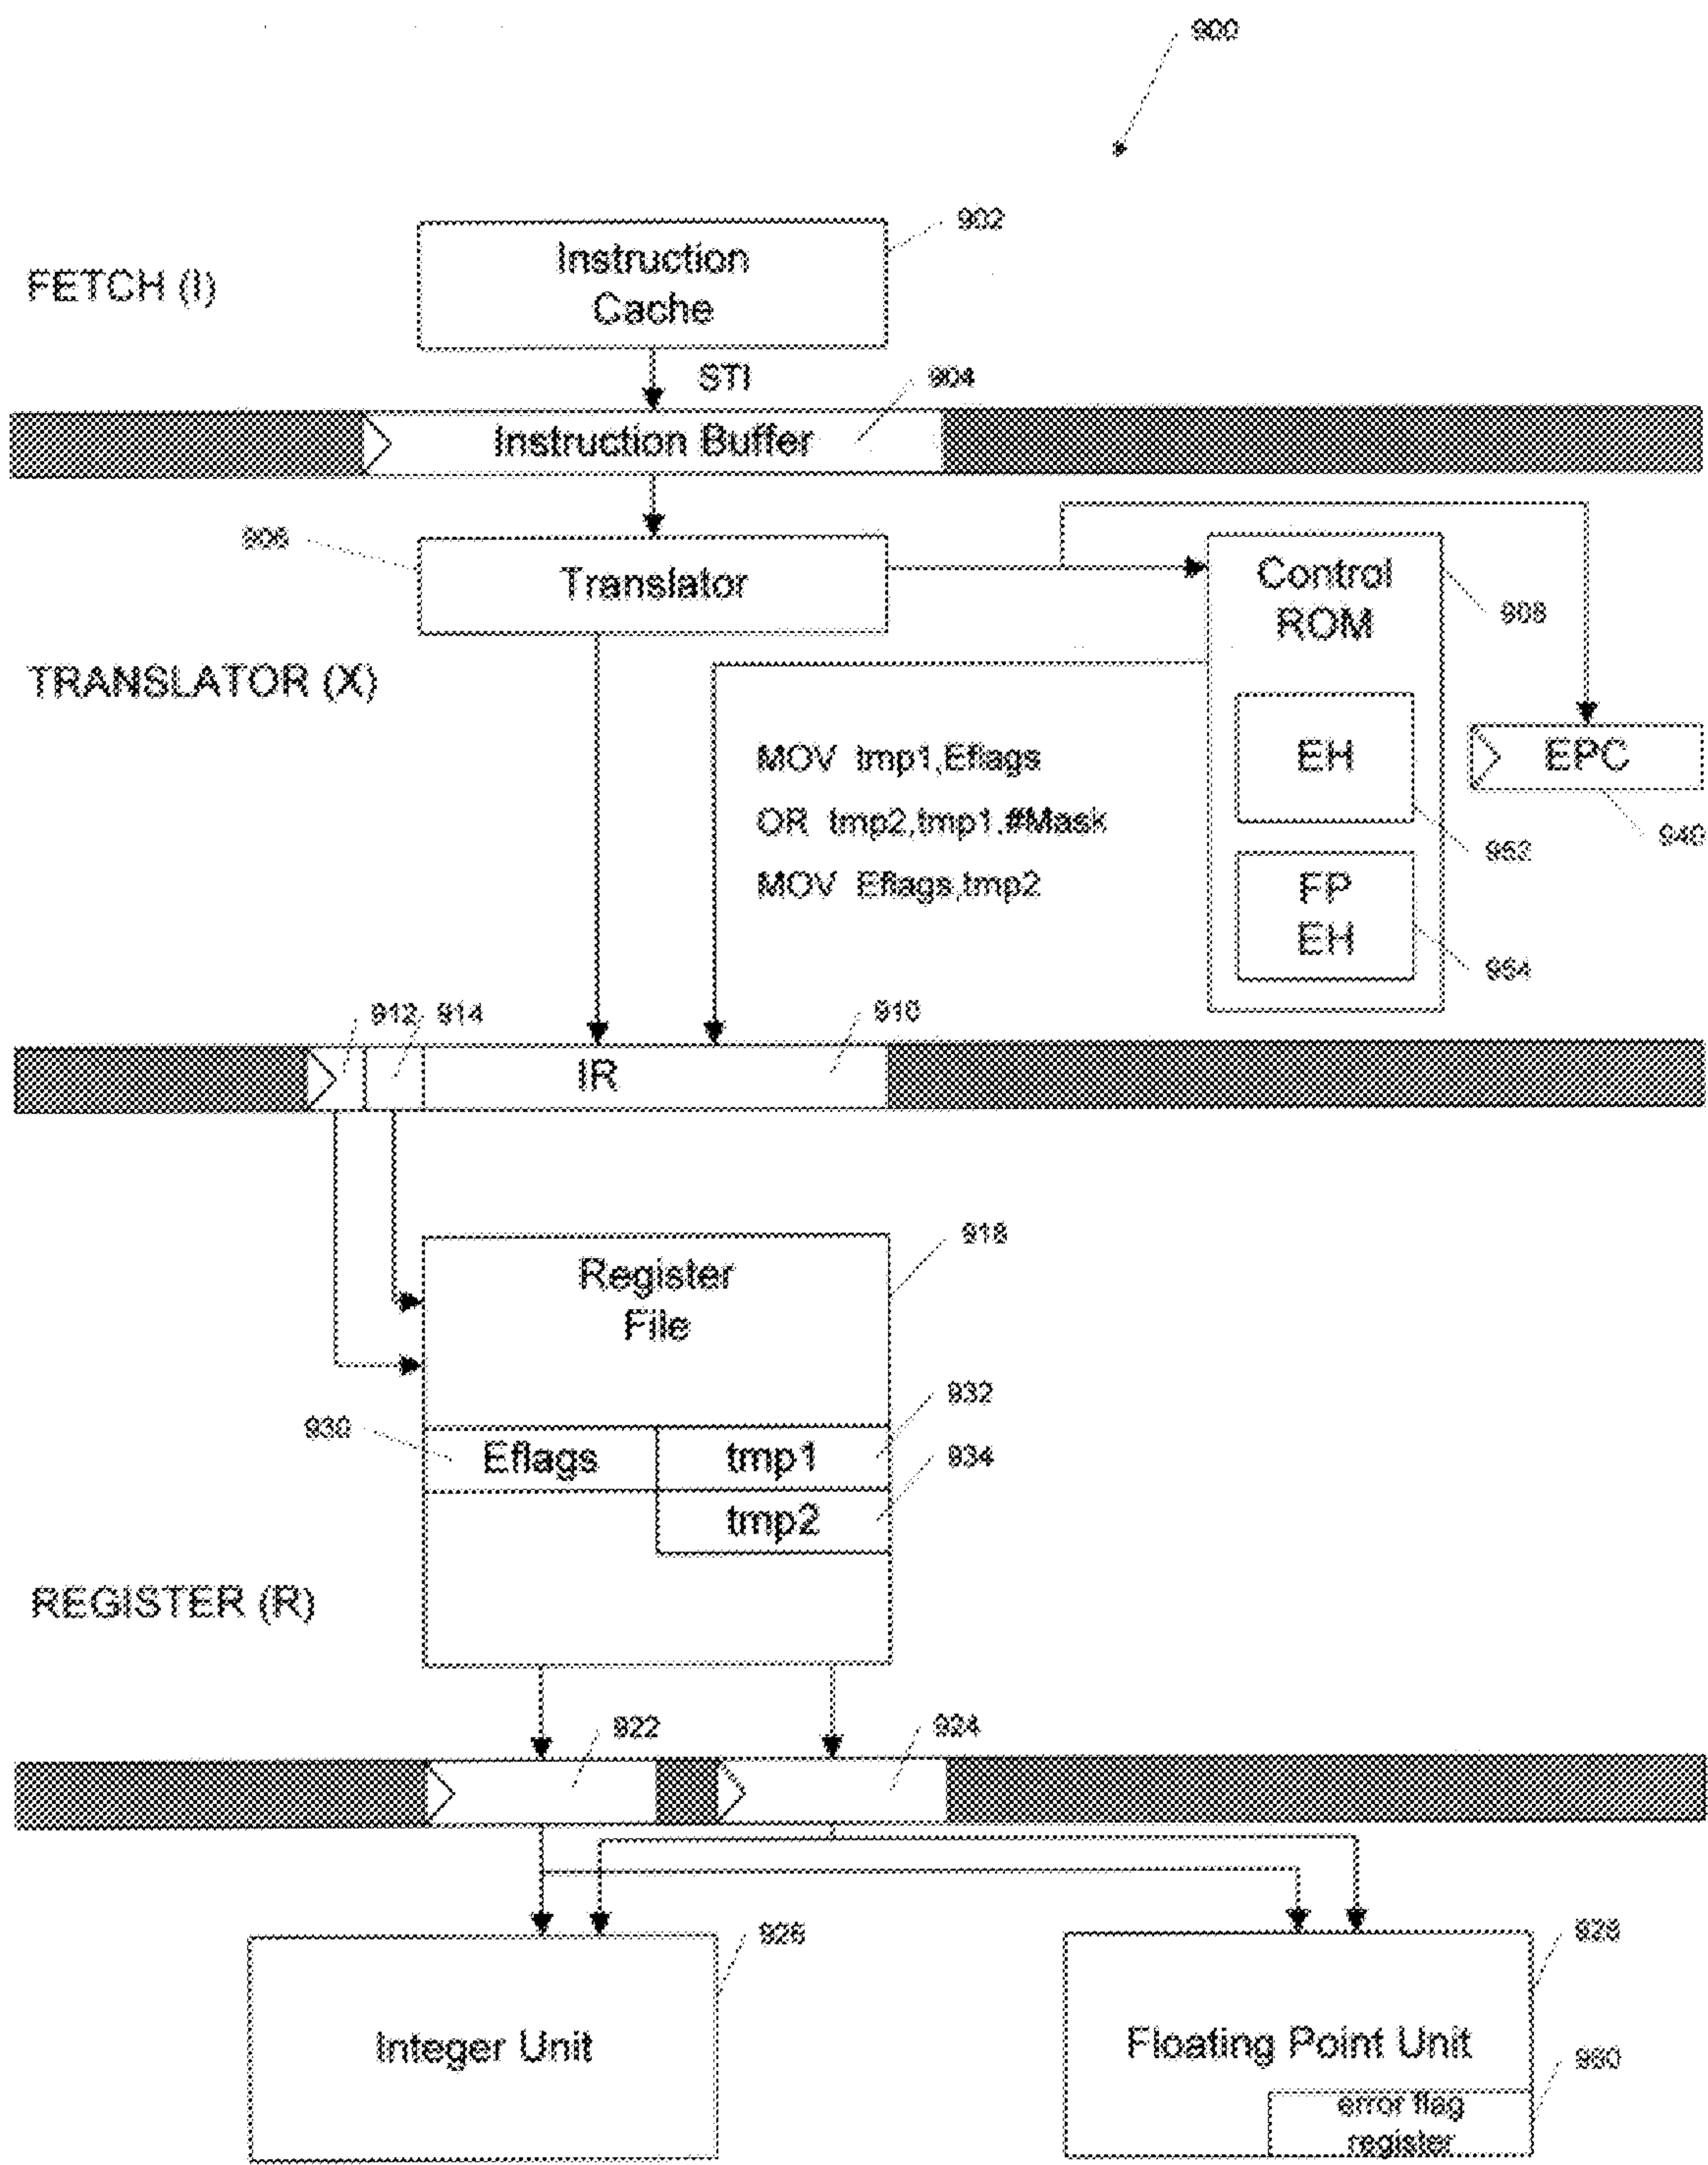 900
902
Instruction
Cache
FETCH (I)
STI
904
Instruction Buffer
906
Translator
Control
ROM
908
TRANSLATOR (X)
MOV tmp1,Eflags
OR tmp2,tmp1,#Mask
MOV Eflags,tmp2
EH
EPC
940
952
FP
EH
954
912
914
910
IR
918
Register
File
932
930
Eflags
tmp1
934
tmp2
REGISTER (R)
922
924
926
928
Integer Unit
Floating Point Unit
950
error flag
register